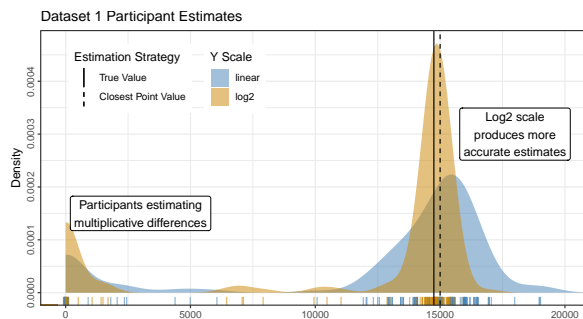 Dataset 1 Participant Estimates
Estimation Strategy
True Value
Closest Point Value
Y Scale
linear
log2
Log2 scale
produces more
accurate estimates
Participants estimating
multiplicative differences
Density
0.0004
0.0003
0.0002
0.0001
0.0000
0
5000
10000
15000
20000